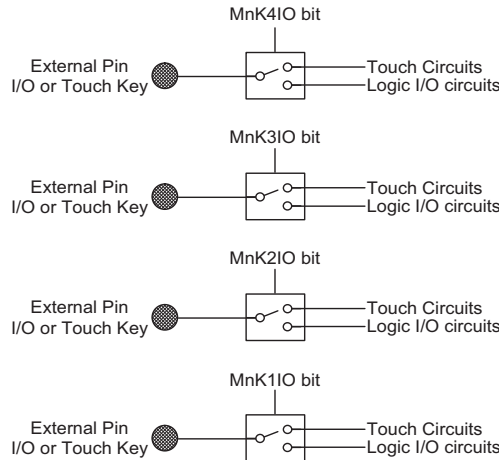 MnK4IO bit
External Pin
I/O or Touch Key
Touch Circuits
Logic I/O circuits
MnK3IO bit
External Pin
I/O or Touch Key
Touch Circuits
Logic I/O circuits
MnK2IO bit
External Pin
I/O or Touch Key
Touch Circuits
Logic I/O circuits
MnK1IO bit
External Pin
I/O or Touch Key
Touch Circuits
Logic I/O circuits